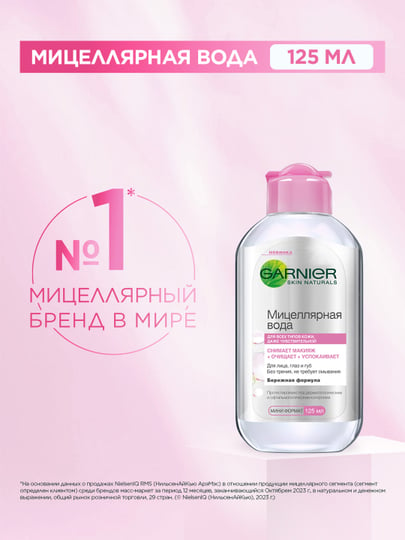 МИЦЕЛЛЯРНАЯ ВОДА 125 МЛ
№1*
МИЦЕЛЛЯРНЫЙ
БРЕНД В МИРЕ
НОВИНКА
GARNIER
SKIN NATURALS
Мицеллярная
вода
ДЛЯ ВСЕХ ТИПОВ КОЖИ,
ДАЖЕ ЧУВСТВИТЕЛЬНОЙ
СНИМАЕТ МАКИЯЖ
+ ОЧИЩАЕТ + УСПОКАИВАЕТ
Для лица, глаз и губ
Без трения, не требует смывания
Бережная формула
МИНИ ФОРМАТ 125 мл
*На основании данных о продажах NielsenIQ RMS (НильсенАйКью АрэМэс) в отношении продукции мицеллярного сегмента (сегмент
определен клиентом) среди брендов масс-маркет за период 12 месяцев, заканчивающийся Октябрем 2023 г., в натуральном и денежном
выражении, общий рынок розничной торговли, 29 стран. (© NielsenIQ (НильсенАйКью), 2023 г.)